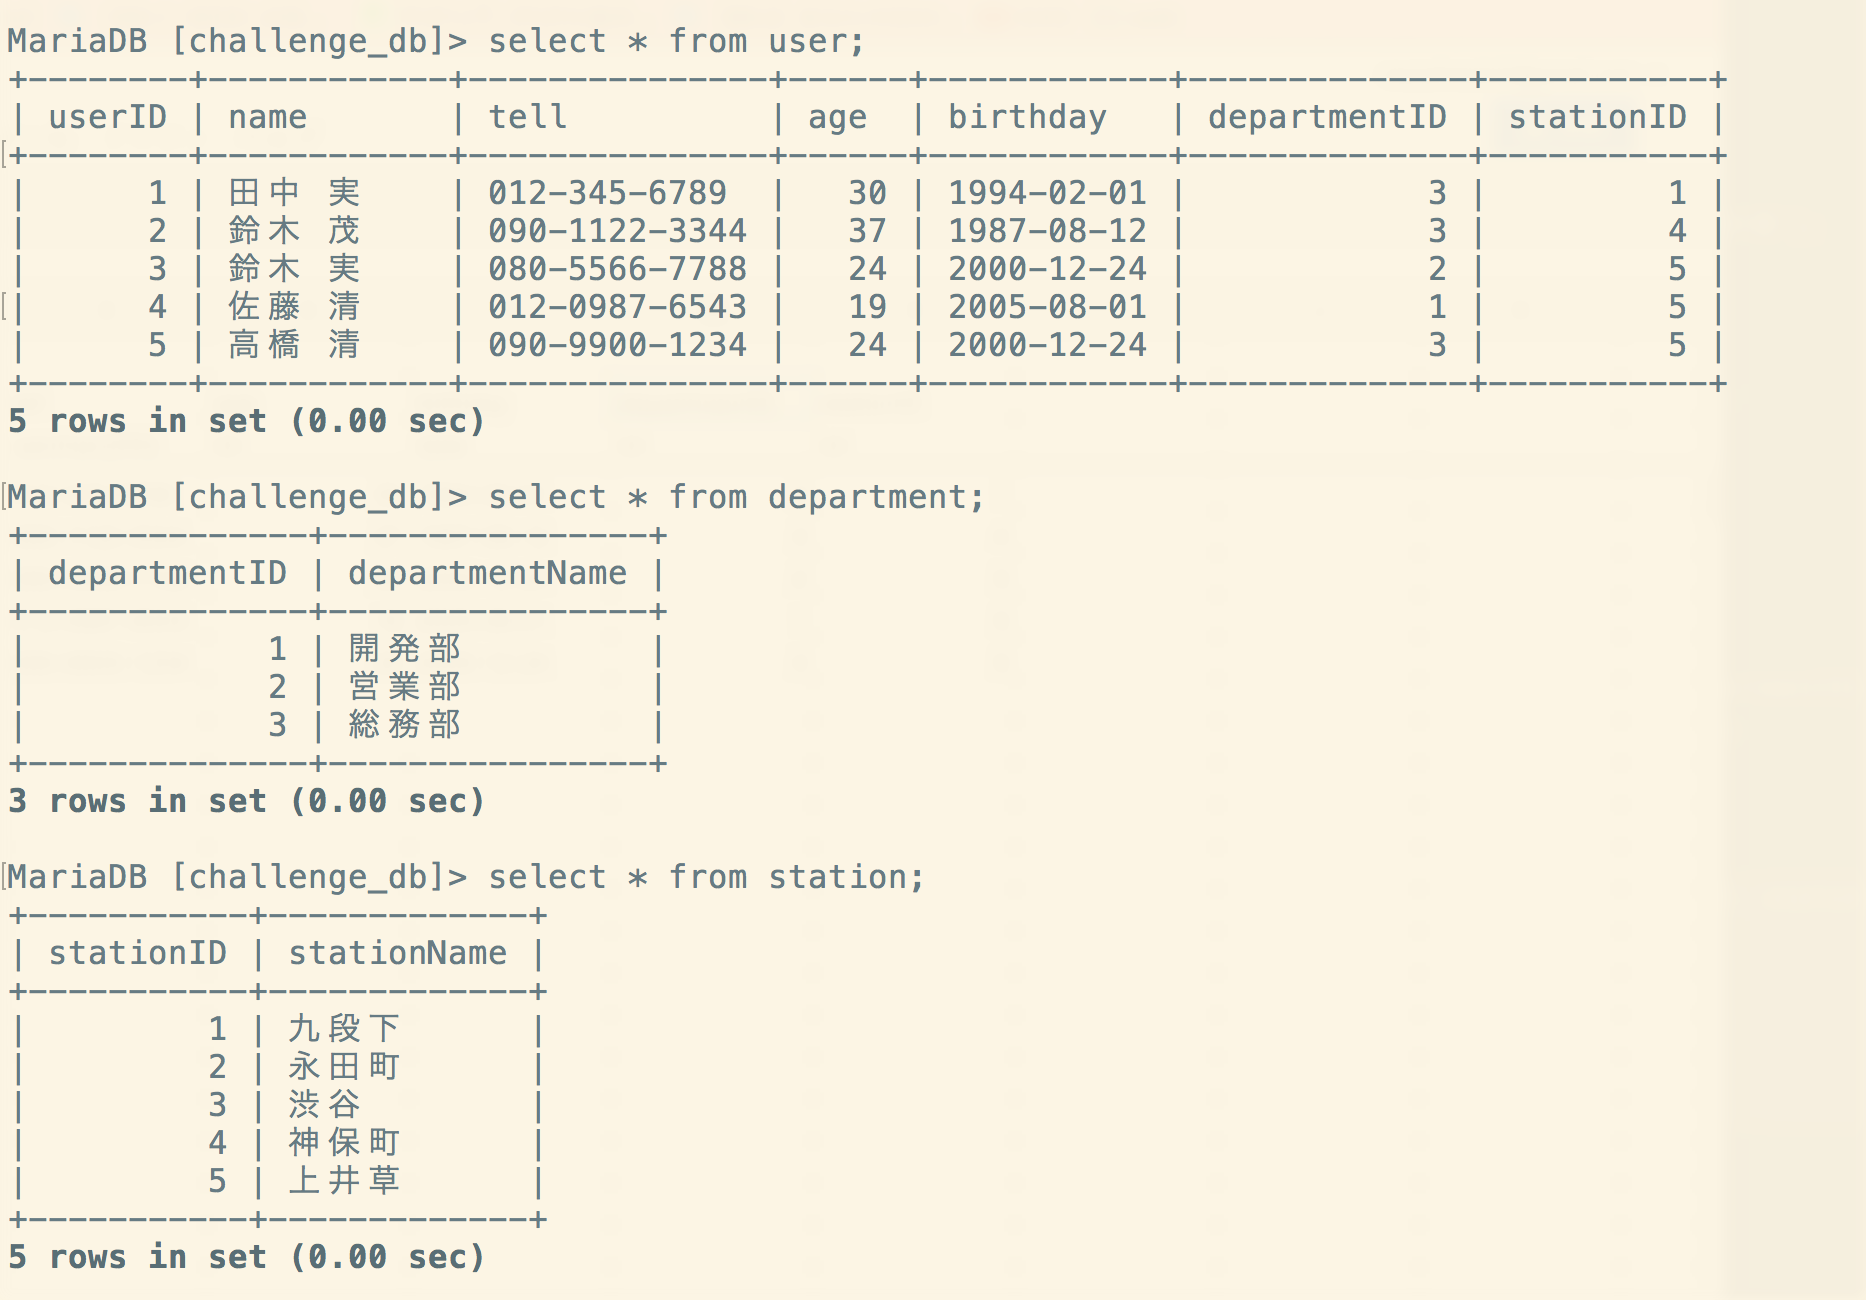 MariaDB [challenge_db]> select * from user;
+--------+------------+---------------+------+------------+--------------+-----------+
| userID | name       | tell          | age  | birthday   | departmentID | stationID |
+--------+------------+---------------+------+------------+--------------+-----------+
|      1 | 田中 実    | 012-345-6789  |   30 | 1994-02-01 |            3 |         1 |
|      2 | 鈴木 茂    | 090-1122-3344 |   37 | 1987-08-12 |            3 |         4 |
|      3 | 鈴木 実    | 080-5566-7788 |   24 | 2000-12-24 |            2 |         5 |
|      4 | 佐藤 清    | 012-0987-6543 |   19 | 2005-08-01 |            1 |         5 |
|      5 | 高橋 清    | 090-9900-1234 |   24 | 2000-12-24 |            3 |         5 |
+--------+------------+---------------+------+------------+--------------+-----------+
5 rows in set (0.00 sec)
MariaDB [challenge_db]> select * from department;
+--------------+----------------+
| departmentID | departmentName |
+--------------+----------------+
|            1 | 開発部         |
|            2 | 営業部         |
|            3 | 総務部         |
+--------------+----------------+
3 rows in set (0.00 sec)
MariaDB [challenge_db]> select * from station;
+-----------+-------------+
| stationID | stationName |
+-----------+-------------+
|         1 | 九段下      |
|         2 | 永田町      |
|         3 | 渋谷        |
|         4 | 神保町      |
|         5 | 上井草      |
+-----------+-------------+
5 rows in set (0.00 sec)